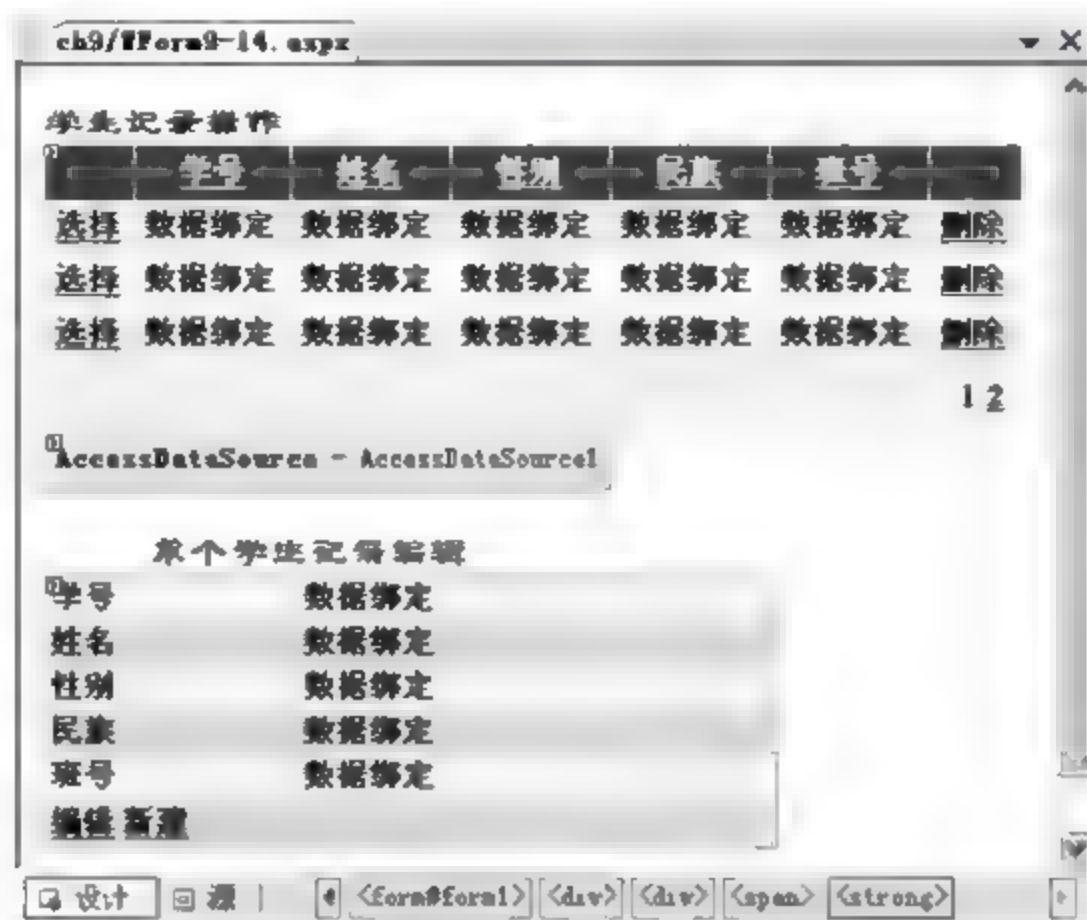 ch9/WForm9-14.aspx
学生记录操作
学号 姓名 性别 民族 班号
选择 数据绑定 数据绑定 数据绑定 数据绑定 数据绑定 删除
选择 数据绑定 数据绑定 数据绑定 数据绑定 数据绑定 删除
选择 数据绑定 数据绑定 数据绑定 数据绑定 数据绑定 删除
1 2
AccessDataSource - AccessDataSource1
单个学生记录编辑
学号 数据绑定
姓名 数据绑定
性别 数据绑定
民族 数据绑定
班号 数据绑定
编辑 新建
设计 源 <form#form1> <div> <div> <span> <strong>